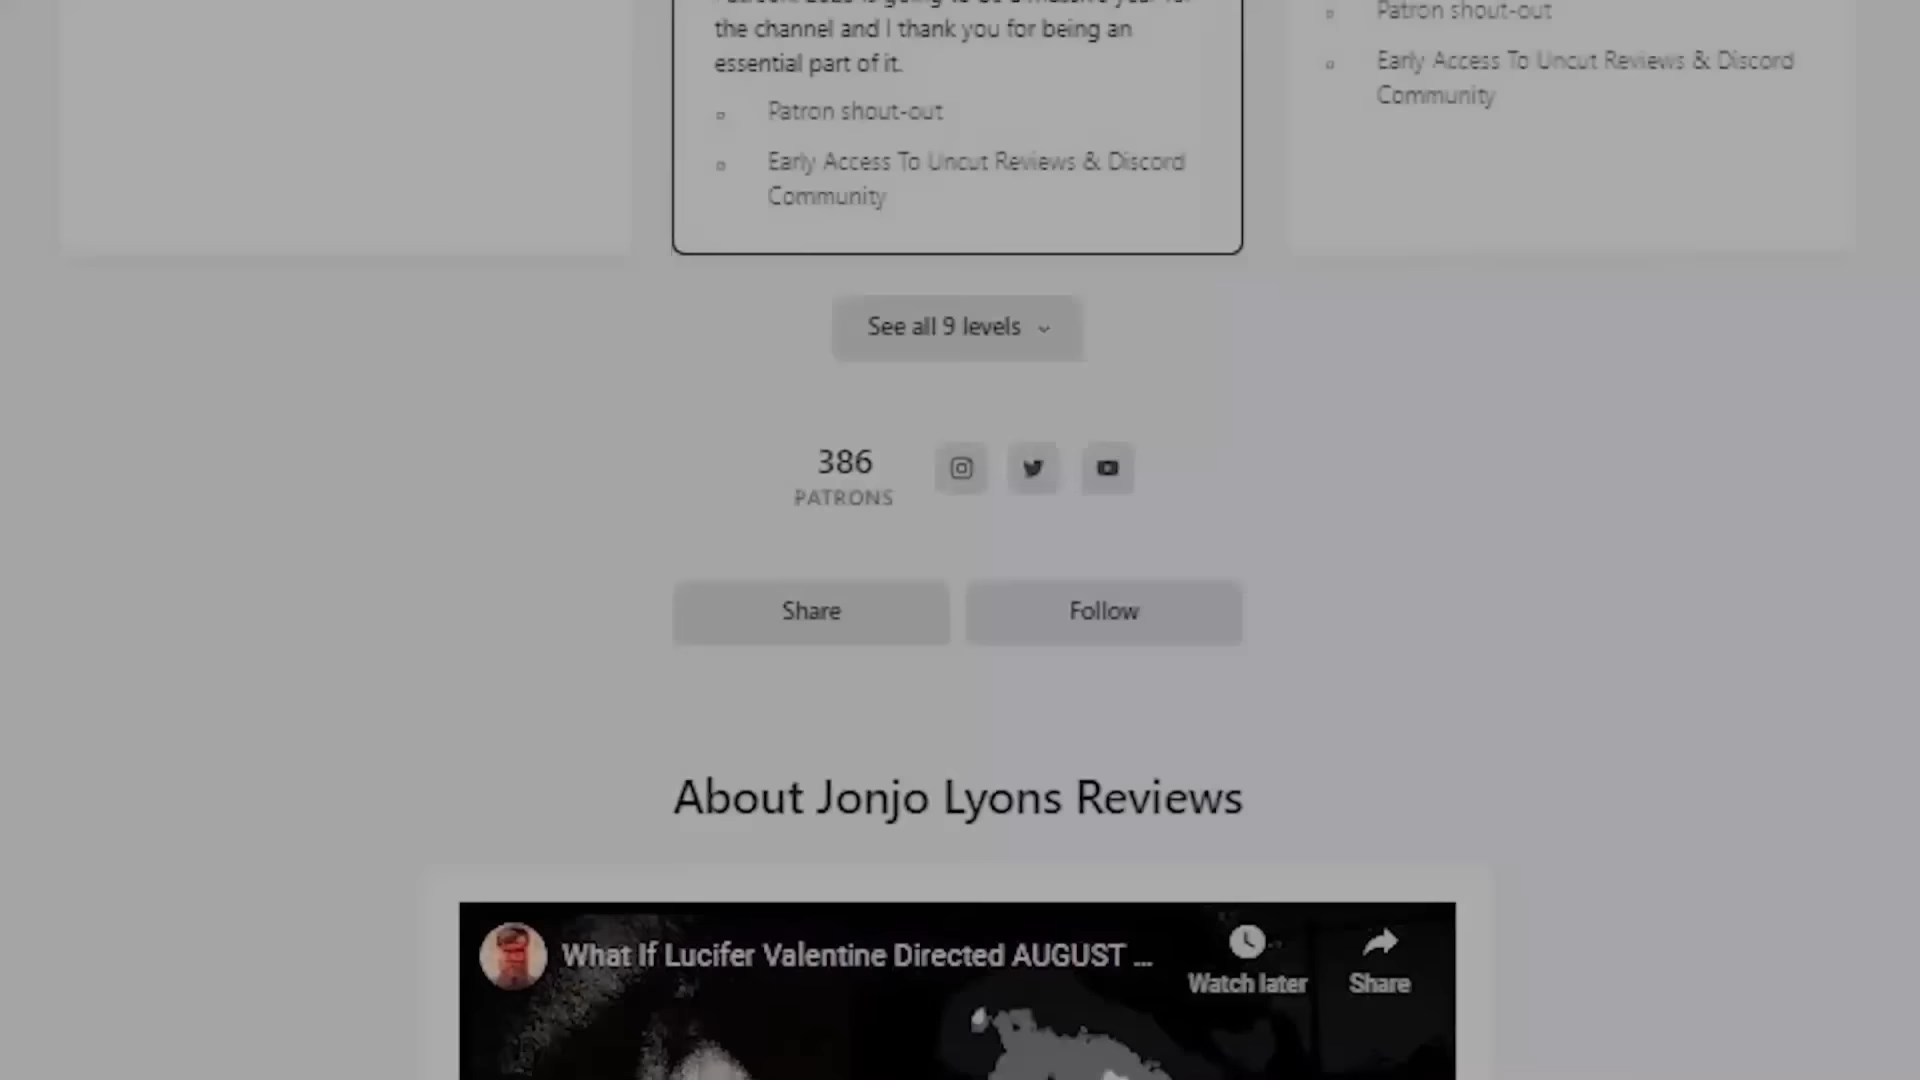 the channel and I thank you for being an
essential part of it.
Patron shout-out
Early Access To Uncut Reviews & Discord
Community
Patron shout-out
Early Access To Uncut Reviews & Discord
Community
See all 9 levels
386
PATRONS
Share
Follow
About Jonjo Lyons Reviews
What If Lucifer Valentine Directed AUGUST ...
Watch later
Share